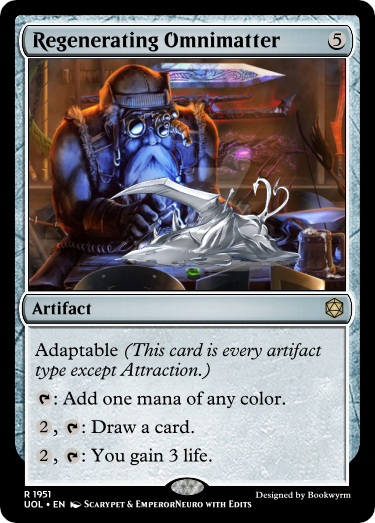 Regenerating Omnimatter 5
Artifact
Adaptable (This card is every artifact
type except Attraction.)
: Add one mana of any color.
2, : Draw a card.
2, : You gain 3 life.
R 1951
UOL • EN SCARYPET & EMPERORNEURO WITH EDITS
Designed by Bookwyrm